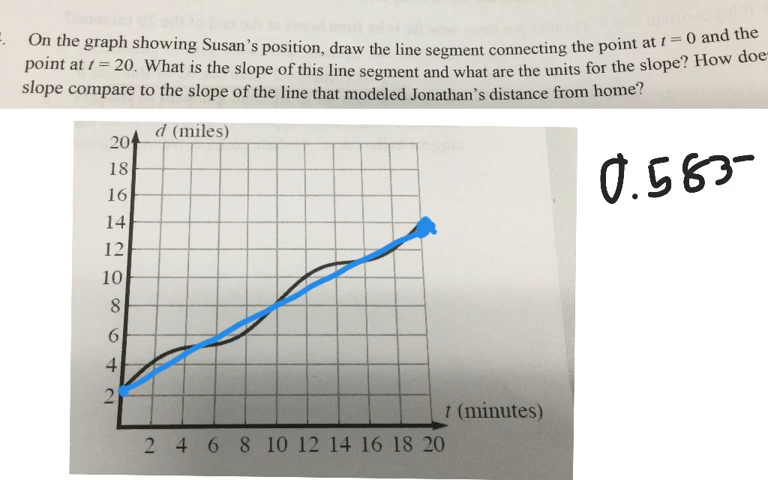 On the graph showing Susan's position, draw the line segment connecting the point at t = 0 and the
point at t = 20. What is the slope of this line segment and what are the units for the slope? How doe
slope compare to the slope of the line that modeled Jonathan's distance from home?
d (miles)
0.585
20
18
16
14
12
10
8
6
4
2
t (minutes)
2 4 6 8 10 12 14 16 18 20